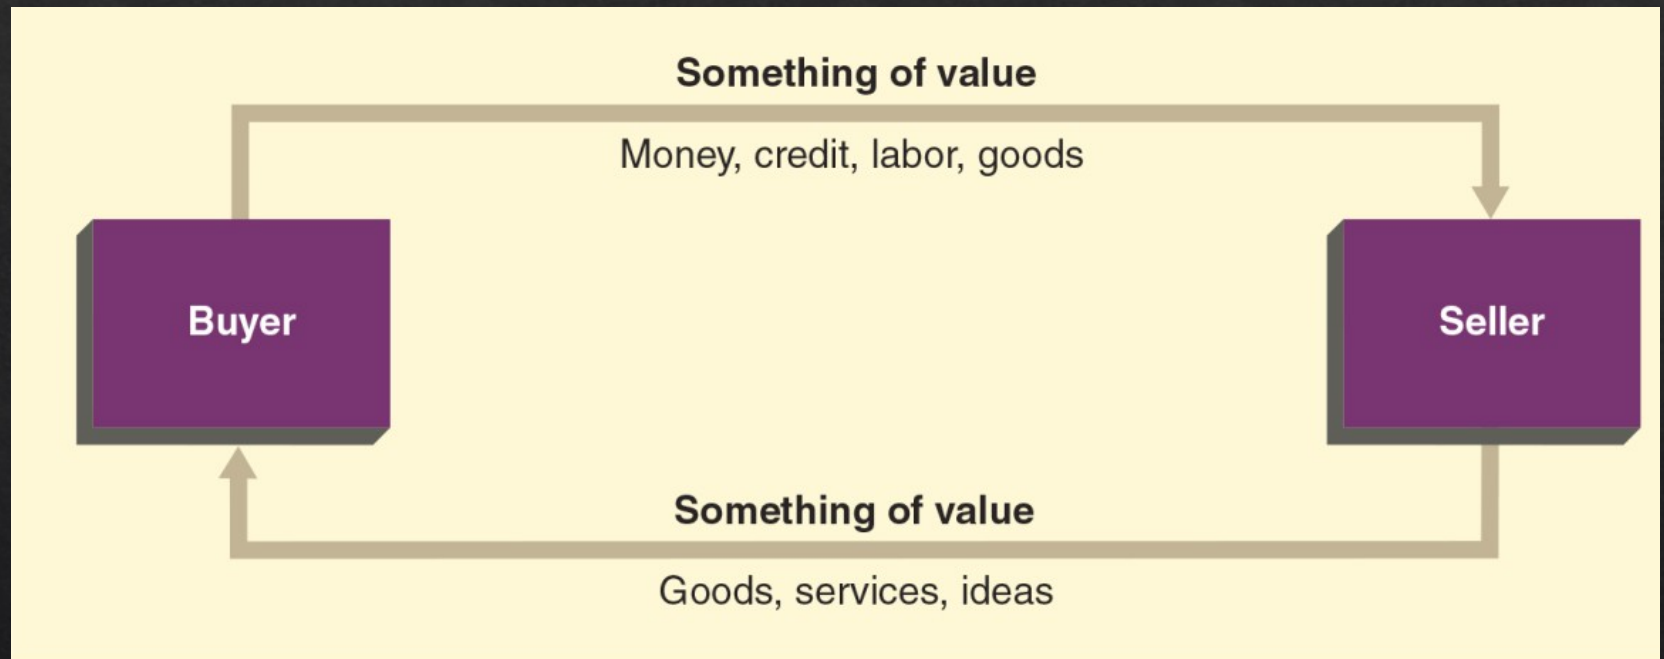 Something of value
Money, credit, labor, goods
Buyer
Seller
Something of value
Goods, services, ideas